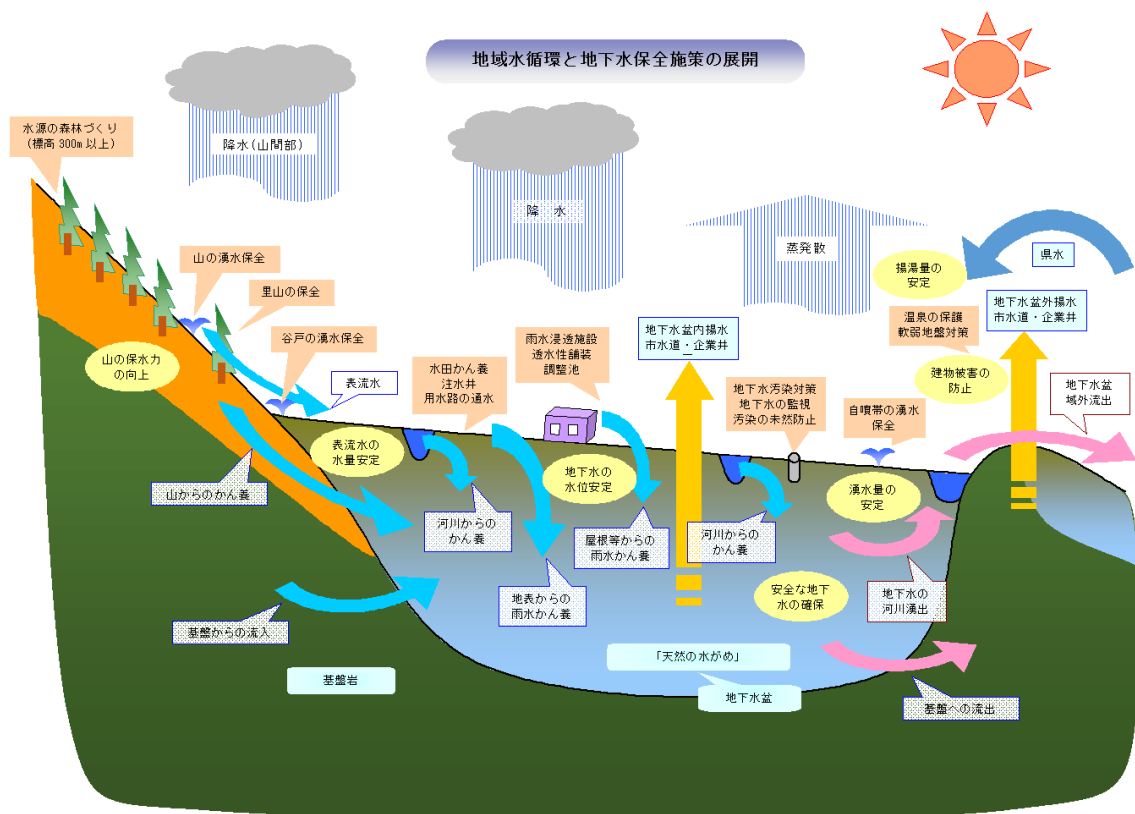 地域水循環と地下水保全施策の展開
水源の森林づくり
(標高300m以上)
降水(山間部)
降 水
蒸発散
山の湧水保全
里山の保全
谷戸の湧水保全
山の保水力
の向上
表流水
水田かん養
注水井
用水路の通水
雨水浸透施設
透水性舗装
調整池
地下水盆内揚水
市水道・企業井
地下水汚染対策
地下水の監視
汚染の未然防止
自噴帯の湧水
保全
揚湯量の
安定
県水
地下水盆外揚水
市水道・企業井
温泉の保護
軟弱地盤対策
建物被害の
防止
地下水盆
域外流出
表流水の
水量安定
地下水の
水位安定
湧水量の
安定
山からのかん養
河川からの
かん養
屋根等からの
雨水かん養
河川からの
かん養
地表からの
雨水かん養
安全な地下
水の確保
地下水の
河川湧出
基盤からの流入
基盤岩
「天然の水がめ」
地下水盆
基盤への流出